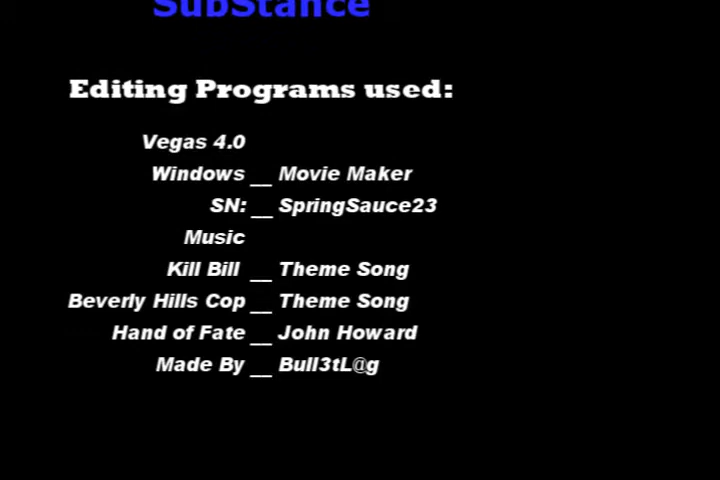 SubStance
Editing Programs used:
Vegas 4.0
Windows __ Movie Maker
SN: __ SpringSauce23
Music
Kill Bill __ Theme Song
Beverly Hills Cop __ Theme Song
Hand of Fate __ John Howard
Made By __ Bull3tL@g